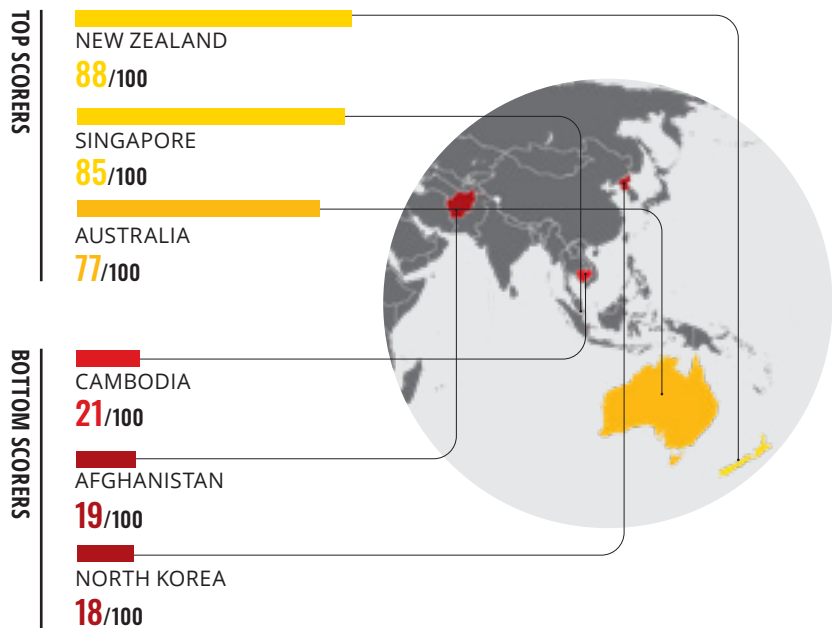 TOP SCORERS
NEW ZEALAND
88/100
SINGAPORE
85/100
AUSTRALIA
77/100
BOTTOM SCORERS
CAMBODIA
21/100
AFGHANISTAN
19/100
NORTH KOREA
18/100